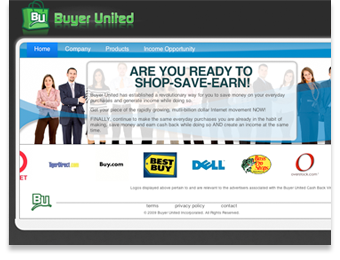 BU Buyer United
Home Company Products Income Opportunity
ARE YOU READY TO
SHOP-SAVE-EARN!
Buyer United has established a revolutionary way for you to save money on your everyday
purchases and generate income while doing so.
Get your piece of the rapidly growing, multi-billion dollar Internet movement NOW!
FINALLY, continue to make the same everyday purchases you are already in the habit of
making, save money and earn cash back while doing so AND create an income at the same
time.
ET TigerDirect.com Buy.com BEST BUY DELL Bass Pro Shops overstock.com
Logos displayed above pertain to and are relevant to the advertisers associated with the Buyer United Cash Back
BU
terms privacy policy contact
© 2009 Buyer United Incorporated. All Rights Reserved.